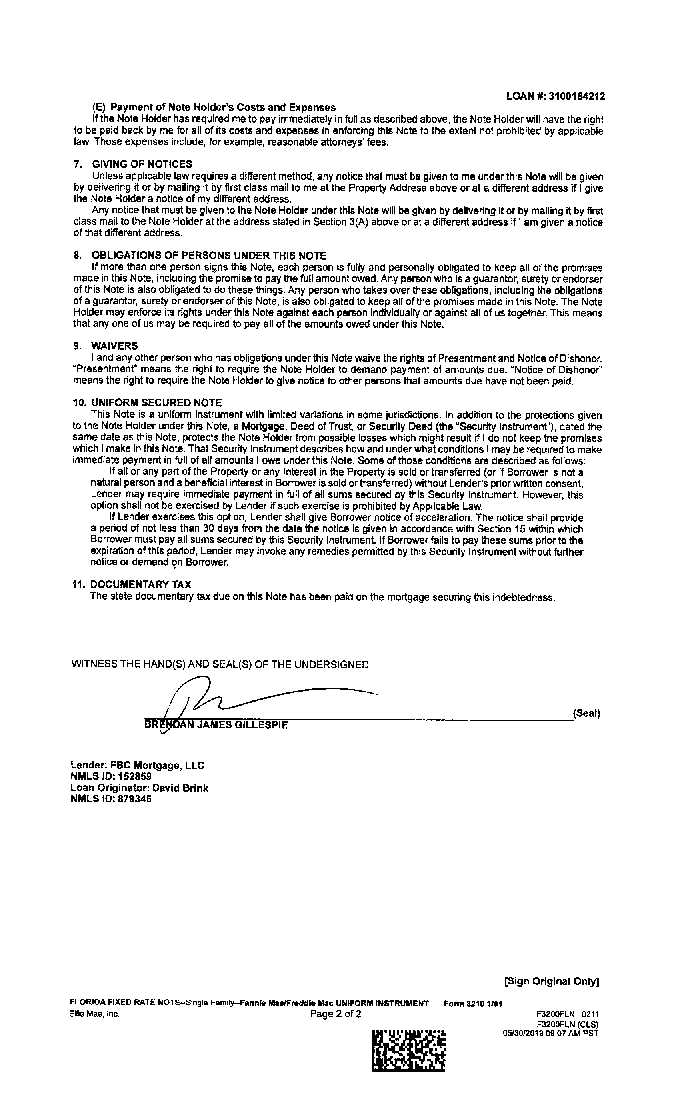 LOAN #: 3100164212
(E) Payment of Note Holder's Costs and Expenses
If the Note Holder has required me to pay immediately in full as described above, the Note Holder will have the right
to be paid back by me for all of its costs and expenses in enforcing this Note to the extent not prohibited by applicable
law. Those expenses include, for example, reasonable attorneys' fees.
7. GIVING OF NOTICES
Unless applicable law requires a different method, any notice that must be given to me under this Note will be given
by delivering it or by mailing it by first class mail to me at the Property Address above or at a different address if I give
the Note Holder a notice of my different address.
Any notice that must be given to the Note Holder under this Note will be given by delivering it or by mailing it by first
class mail to the Note Holder at the address stated in Section 3(A) above or at a different address if I am given a notice
of that different address.
8. OBLIGATIONS OF PERSONS UNDER THIS NOTE
If more than one person signs this Note, each person is fully and personally obligated to keep all of the promises
made in this Note, including the promise to pay the full amount owed. Any person who is a guarantor, surety or endorser
of this Note is also obligated to do these things. Any person who takes over these obligations, including the obligations
of a guarantor, surety or endorser of this Note, is also obligated to keep all of the promises made in this Note. The Note
Holder may enforce its rights under this Note against each person individually or against all of us together. This means
that any one of us may be required to pay all of the amounts owed under this Note.
9. WAIVERS
I and any other person who has obligations under this Note waive the rights of Presentment and Notice of Dishonor.
"Presentment" means the right to require the Note Holder to demand payment of amounts due. "Notice of Dishonor"
means the right to require the Note Holder to give notice to other persons that amounts due have not been paid.
10. UNIFORM SECURED NOTE
This Note is a uniform instrument with limited variations in some jurisdictions. In addition to the protections given
to the Note Holder under this Note, a Mortgage, Deed of Trust, or Security Deed (the "Security Instrument"), dated the
same date as this Note, protects the Note Holder from possible losses which might result if I do not keep the promises
which I make in this Note. That Security Instrument describes how and under what conditions I may be required to make
immediate payment in full of all amounts I owe under this Note. Some of those conditions are described as follows:
If all or any part of the Property or any Interest in the Property is sold or transferred (or if Borrower is not a
natural person and a beneficial interest in Borrower is sold or transferred) without Lender's prior written consent,
Lender may require immediate payment in full of all sums secured by this Security Instrument. However, this
option shall not be exercised by Lender if such exercise is prohibited by Applicable Law.
If Lender exercises this option, Lender shall give Borrower notice of acceleration. The notice shall provide
a period of not less than 30 days from the date the notice is given in accordance with Section 15 within which
Borrower must pay all sums secured by this Security Instrument. If Borrower fails to pay these sums prior to the
expiration of this period, Lender may invoke any remedies permitted by this Security Instrument without further
notice or demand on Borrower.
11. DOCUMENTARY TAX
The state documentary tax due on this Note has been paid on the mortgage securing this indebtedness.
WITNESS THE HAND(S) AND SEAL(S) OF THE UNDERSIGNED
(Seal)
BRENDAN JAMES GILLESPIE
Lender: FBC Mortgage, LLC
NMLS ID: 152859
Loan Originator: David Brink
NMLS ID: 879346
[Sign Original Only]
FLORIDA FIXED RATE NOTE--Single Family--Fannie Mae/Freddie Mac UNIFORM INSTRUMENT Form 3210 1/01
Ellie Mae, Inc. Page 2 of 2 F3200FLN 0211
F3200FLN (CLS)
05/30/2019 09:07 AM PST